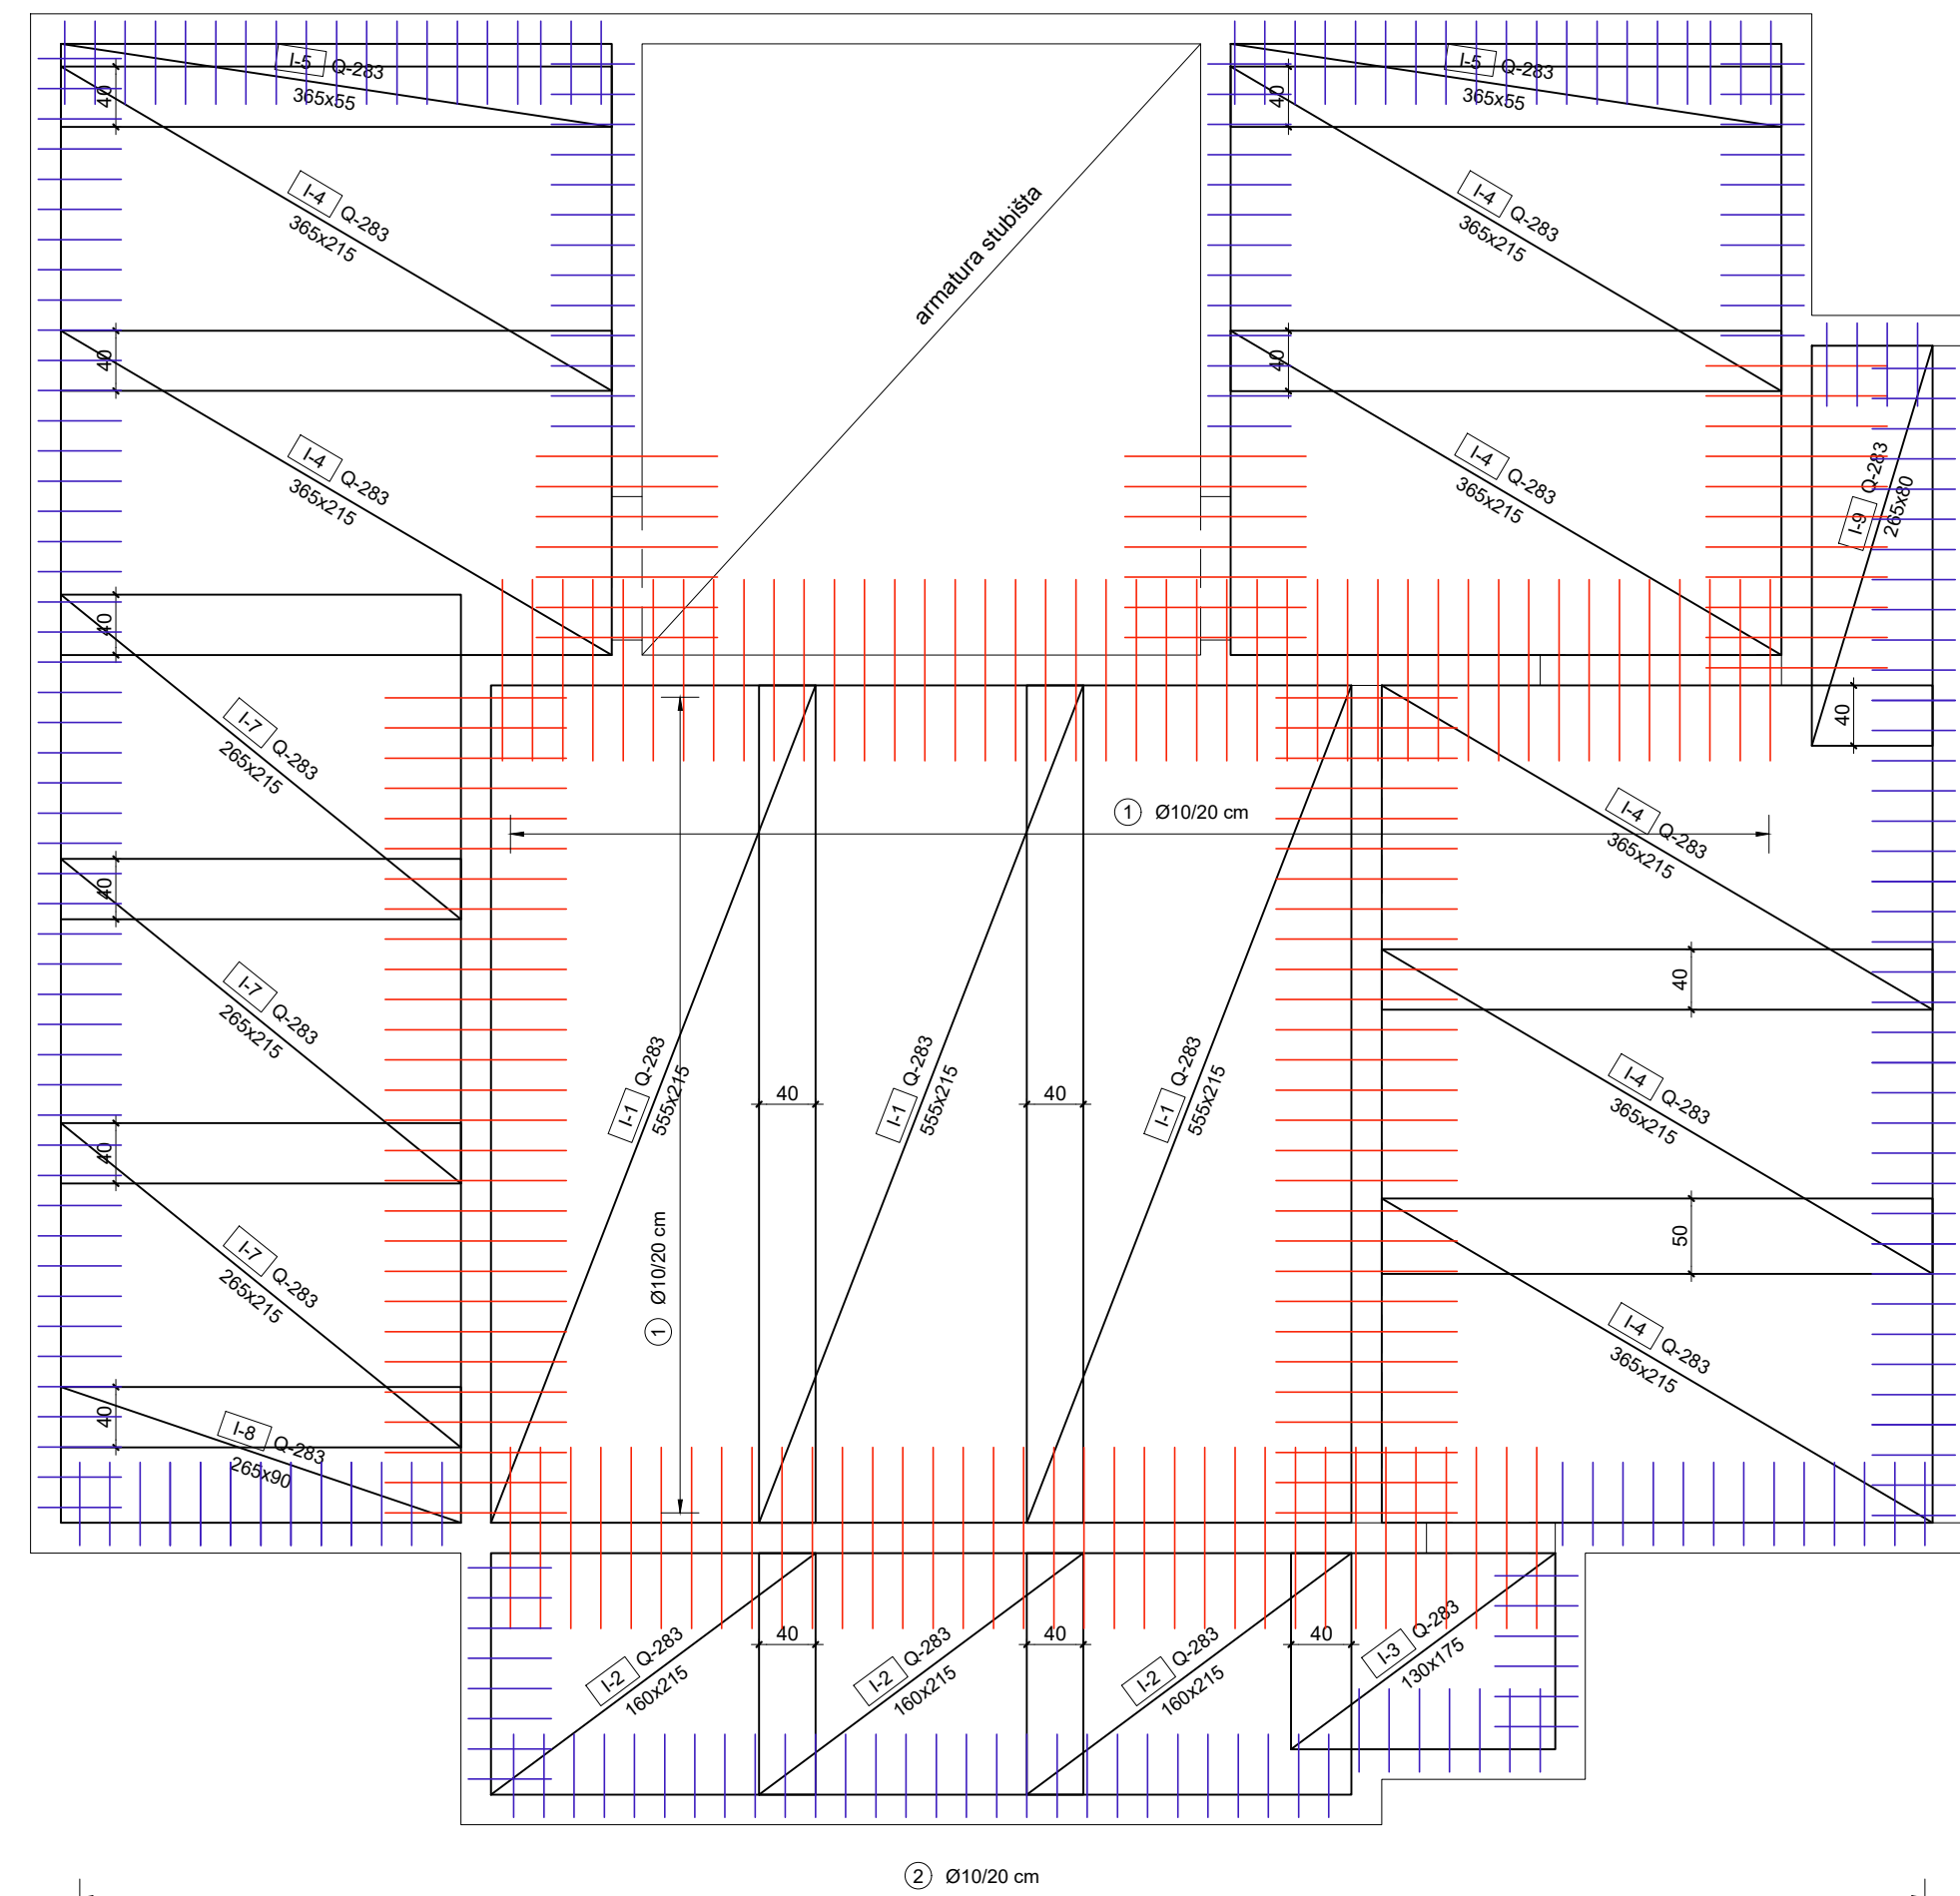 I-5 Q-283
365x55
40
I-5 Q-283
365x55
40
I-4 Q-283
365x215
armatura stubišta
I-4 Q-283
365x215
40
40
I-4 Q-283
365x215
I-4 Q-283
365x215
I-9 Q-283
265x80
40
40
I-7 Q-283
265x215
1 Ø10/20 cm
I-4 Q-283
365x215
40
I-7 Q-283
265x215
40
I-1 Q-283
555x215
40
I-1 Q-283
555x215
40
I-1 Q-283
555x215
I-4 Q-283
365x215
40
I-7 Q-283
265x215
1 Ø10/20 cm
50
I-4 Q-283
365x215
40
I-8 Q-283
265x90
I-2 Q-283
160x215
40
I-2 Q-283
160x215
40
I-2 Q-283
160x215
40
I-3 Q-283
130x175
2 Ø10/20 cm